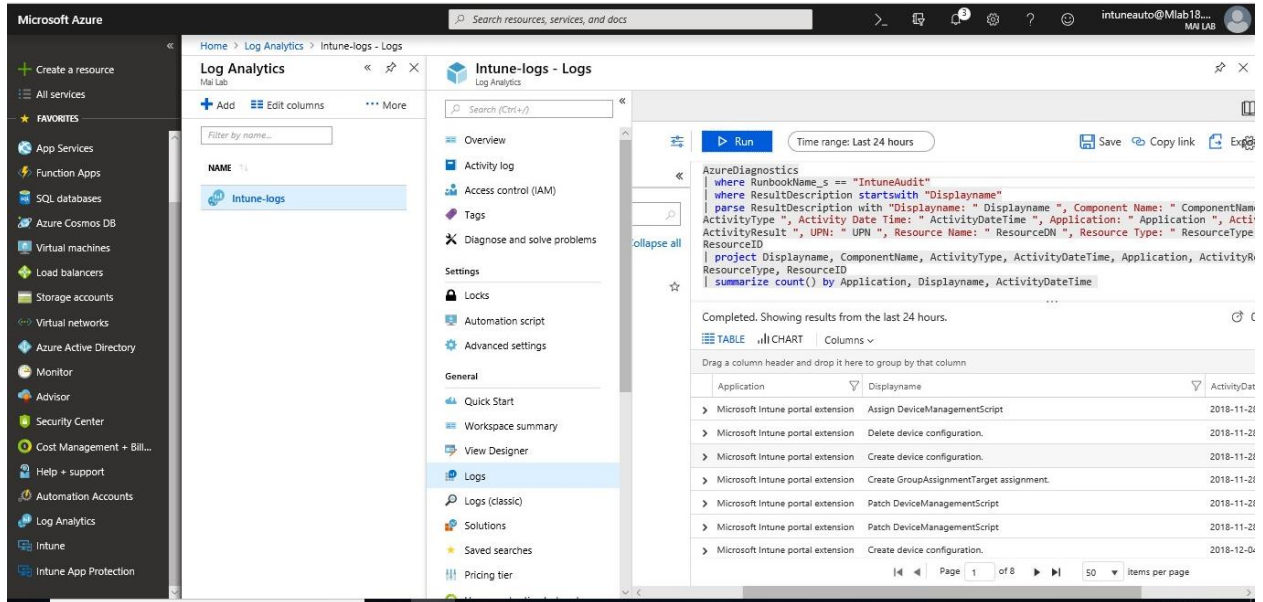 Microsoft Azure
Search resources, services, and docs
3
intuneauto@Mlab18....
MAI LAB
Create a resource
All services
FAVORITES
App Services
Function Apps
SQL databases
Azure Cosmos DB
Virtual machines
Load balancers
Storage accounts
Virtual networks
Azure Active Directory
Monitor
Advisor
Security Center
Cost Management + Bill...
Help + support
Automation Accounts
Log Analytics
Intune
Intune App Protection
Home > Log Analytics > Intune-logs - Logs
Log Analytics
Mai Lab
Add Edit columns ... More
Filter by name...
NAME
Intune-logs
Intune-logs - Logs
Log Analytics
Search (Ctrl+/)
Overview
Activity log
Access control (IAM)
Tags
Diagnose and solve problems
Settings
Locks
Automation script
Advanced settings
General
Quick Start
Workspace summary
View Designer
Logs
Logs (classic)
Solutions
Saved searches
Pricing tier
Collapse all
Run Time range: Last 24 hours Save Copy link
AzureDiagnostics
| where RunbookName_s == "IntuneAudit"
| where ResultDescription startswith "Displayname"
| parse ResultDescription with "Displayname: " Displayname ", Component Name: " ComponentName
ActivityType ", Activity Date Time: " ActivityDateTime ", Application: " Application ", Acti
ActivityResult ", UPN: " UPN ", Resource Name: " ResourceDN ", Resource Type: " ResourceType
ResourceID
| project Displayname, ComponentName, ActivityType, ActivityDateTime, Application, ActivityRe
ResourceType, ResourceID
| summarize count() by Application, Displayname, ActivityDateTime
Completed. Showing results from the last 24 hours.
TABLE CHART Columns
Drag a column header and drop it here to group by that column
Application Displayname ActivityDat
Microsoft Intune portal extension Assign DeviceManagementScript 2018-11-28
Microsoft Intune portal extension Delete device configuration. 2018-11-28
Microsoft Intune portal extension Create device configuration. 2018-11-28
Microsoft Intune portal extension Create GroupAssignmentTarget assignment. 2018-11-28
Microsoft Intune portal extension Patch DeviceManagementScript 2018-11-28
Microsoft Intune portal extension Patch DeviceManagementScript 2018-11-28
Microsoft Intune portal extension Create device configuration. 2018-12-04
Page 1 of 8 50 items per page